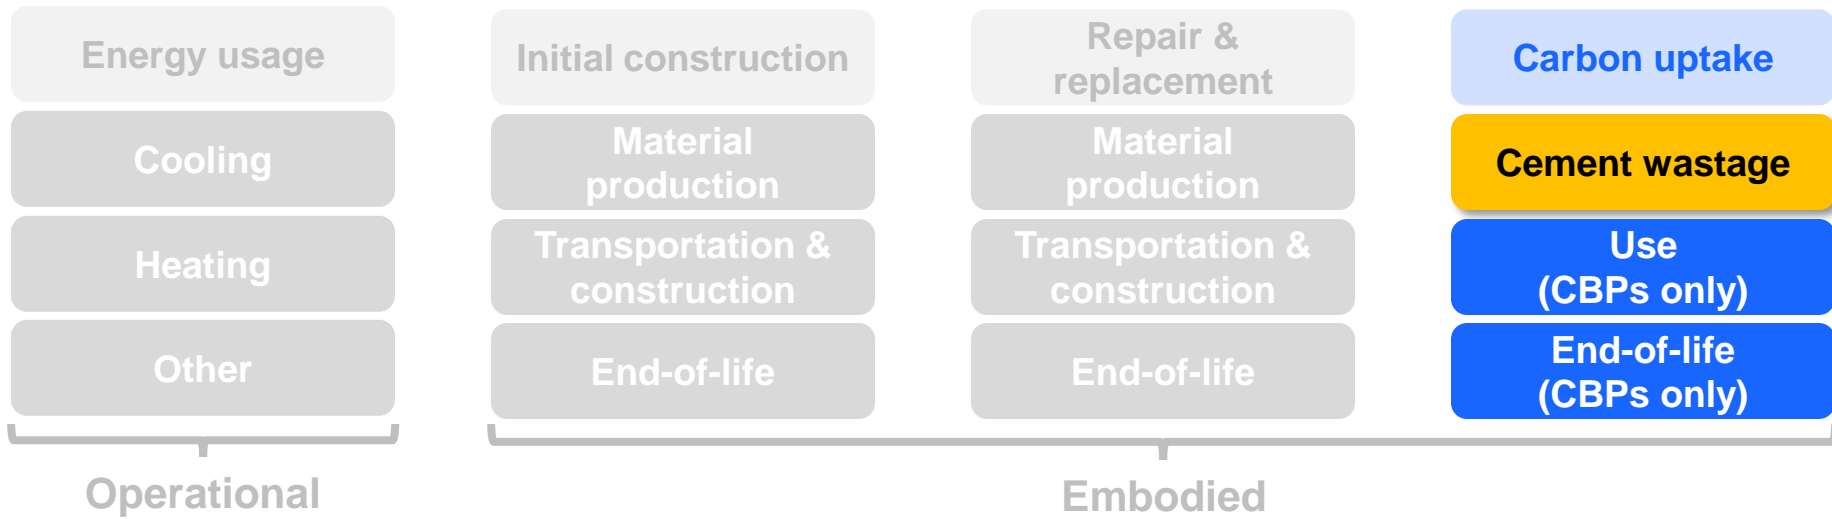 Energy usage
Cooling
Heating
Other
Operational
Initial construction
Material
production
Transportation &
construction
End-of-life
Repair &
replacement
Material
production
Transportation &
construction
End-of-life
Carbon uptake
Cement wastage
Use
(CBPs only)
End-of-life
(CBPs only)
Embodied